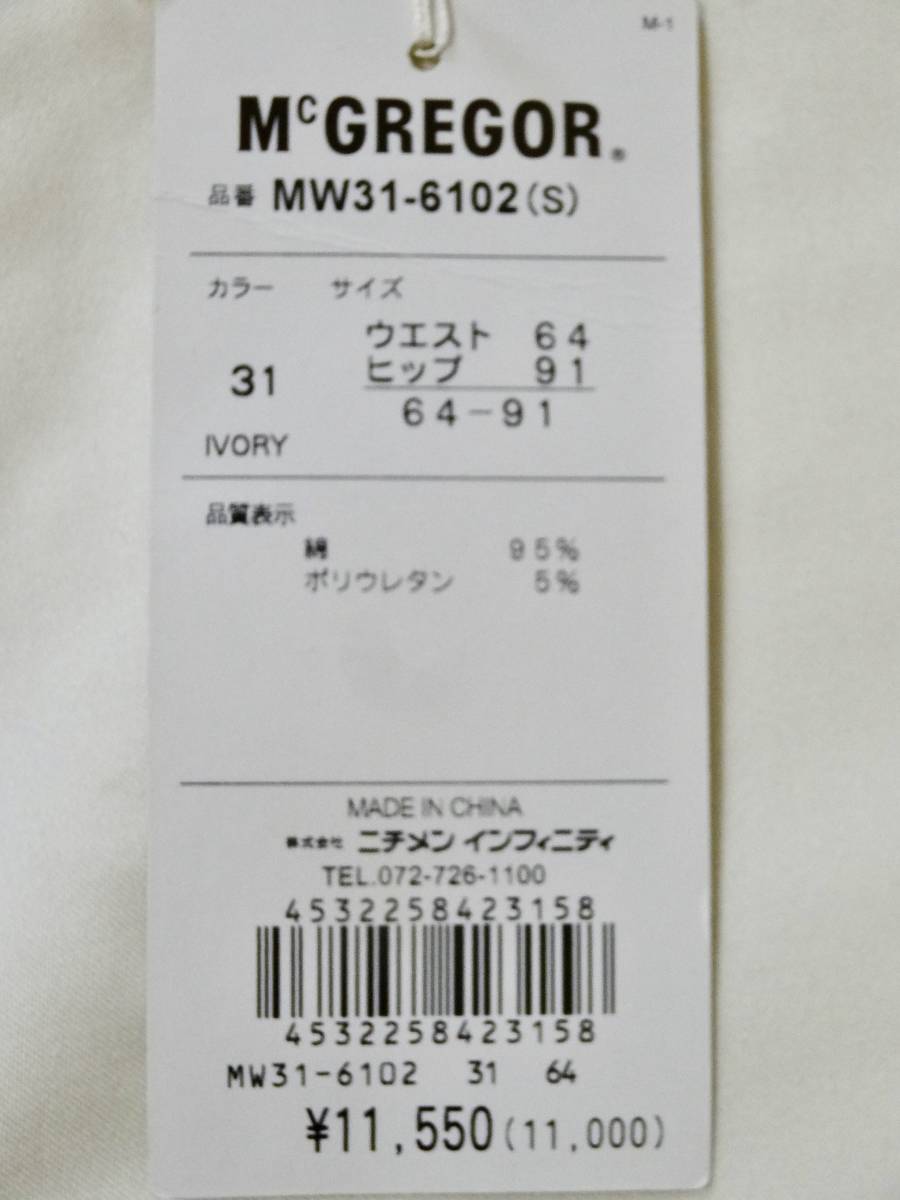 M-1
McGREGOR®
品番 MW31-6102(S)
カラー サイズ
ウエスト 64
ヒップ 91
31
64-91
IVORY
品質表示
綿 95%
ポリウレタン 5%
MADE IN CHINA
株式会社 ニチメン インフィニティ
TEL.072-726-1100
4532258423158
4532258423158
MW31-6102 31 64
¥11,550(11,000)